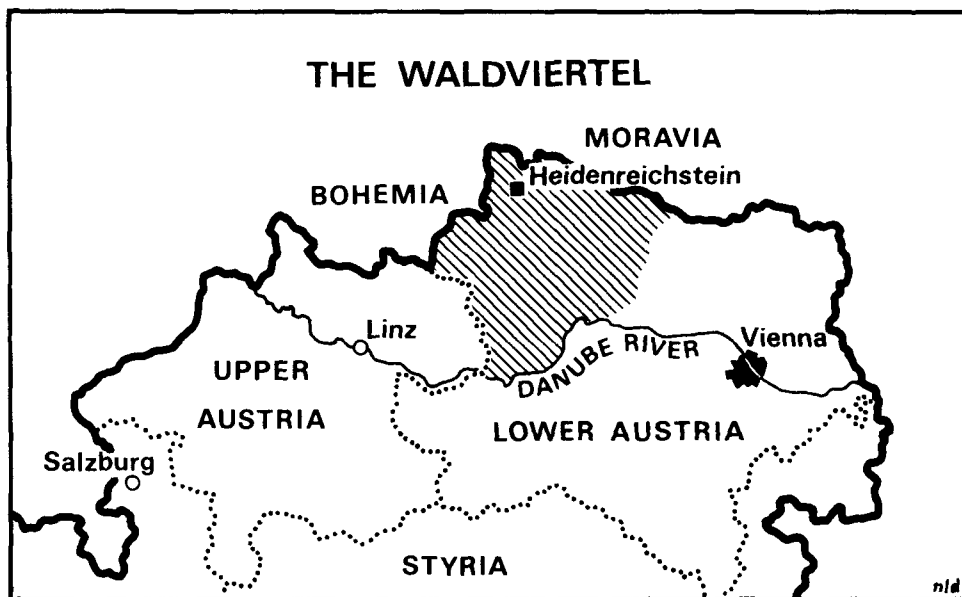 THE WALDVIERTEL
MORAVIA
Heidenreichstein
BOHEMIA
Linz
DANUBE RIVER
Vienna
UPPER
AUSTRIA
LOWER AUSTRIA
Salzburg
STYRIA
nld